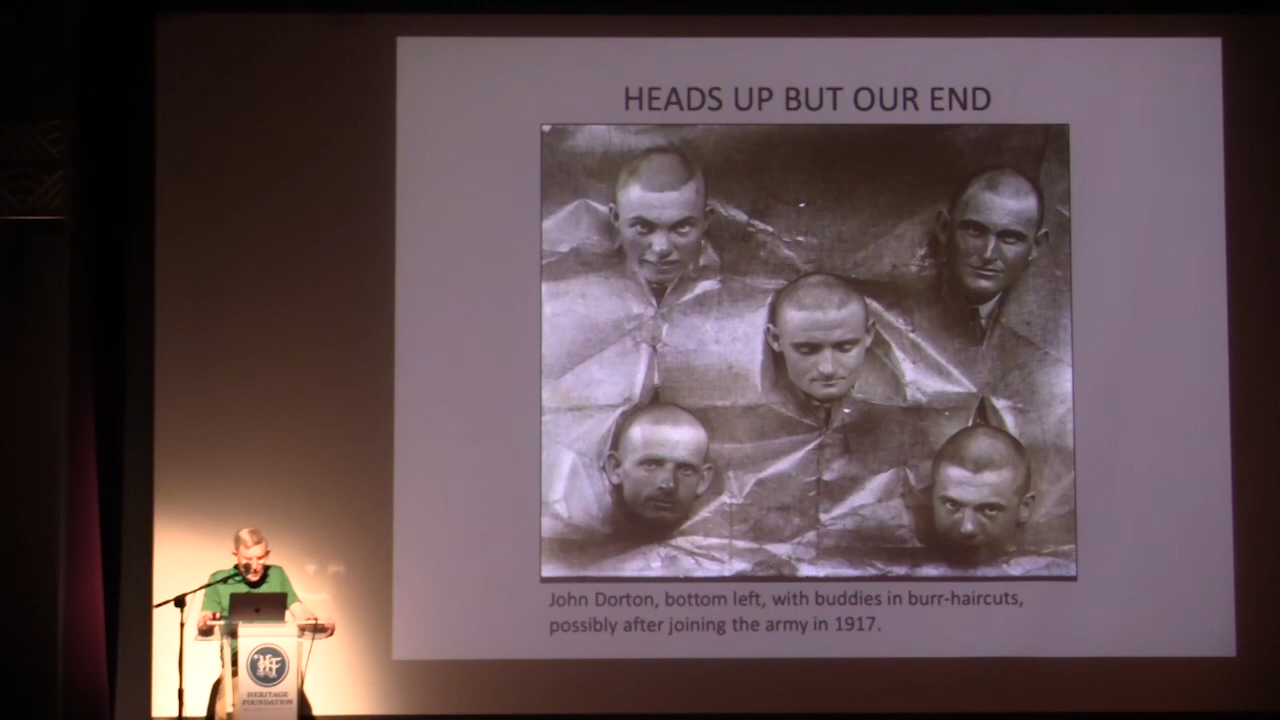 HEADS UP BUT OUR END
John Dorton, bottom left, with buddies in burr-haircuts,
possibly after joining the army in 1917.
HF
HERITAGE
FOUNDATION